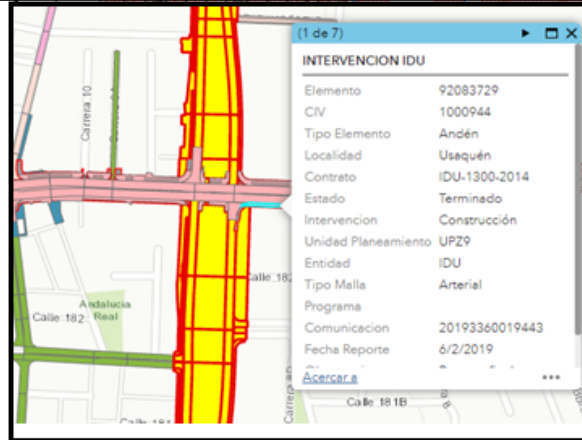 (1 de 7)
INTERVENCION IDU
Elemento 92083729
CIV 1000944
Tipo Elemento Andén
Localidad Usaquén
Contrato IDU-1300-2014
Estado Terminado
Intervencion Construcción
Unidad Planeamiento UPZ9
Entidad IDU
Tipo Malla Arterial
Programa
Comunicacion 20193360019443
Fecha Reporte 6/2/2019
Acercar a
Carrera 10
Calle 182
Andalucia
Real
Calle 182
Calle 181B